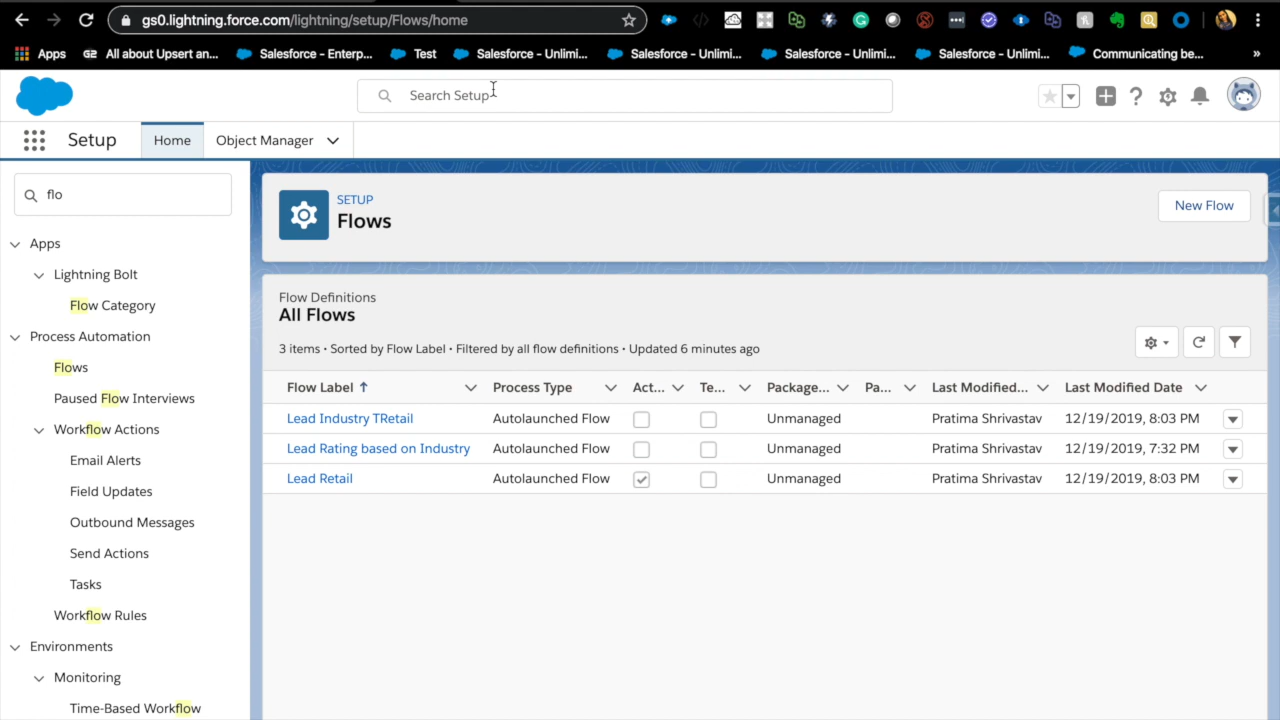 gs0.lightning.force.com/lightning/setup/Flows/home
Apps G2 All about Upsert an... Salesforce - Enterp... Test Salesforce – Unlimi... Salesforce – Unlimi... Salesforce – Unlimi... Salesforce – Unlimi... Communicating be... »
Search Setup
Setup Home Object Manager
flo
Apps
Lightning Bolt
Flow Category
Process Automation
Flows
Paused Flow Interviews
Workflow Actions
Email Alerts
Field Updates
Outbound Messages
Send Actions
Tasks
Workflow Rules
Environments
Monitoring
Time-Based Workflow
SETUP
Flows
New Flow
Flow Definitions
All Flows
3 items • Sorted by Flow Label • Filtered by all flow definitions • Updated 6 minutes ago
Flow Label ↑ Process Type Act... Te... Package... Pa... Last Modified... Last Modified Date
Lead Industry TRetail Autolaunched Flow Unmanaged Pratima Shrivastav 12/19/2019, 8:03 PM
Lead Rating based on Industry Autolaunched Flow Unmanaged Pratima Shrivastav 12/19/2019, 7:32 PM
Lead Retail Autolaunched Flow Unmanaged Pratima Shrivastav 12/19/2019, 8:03 PM